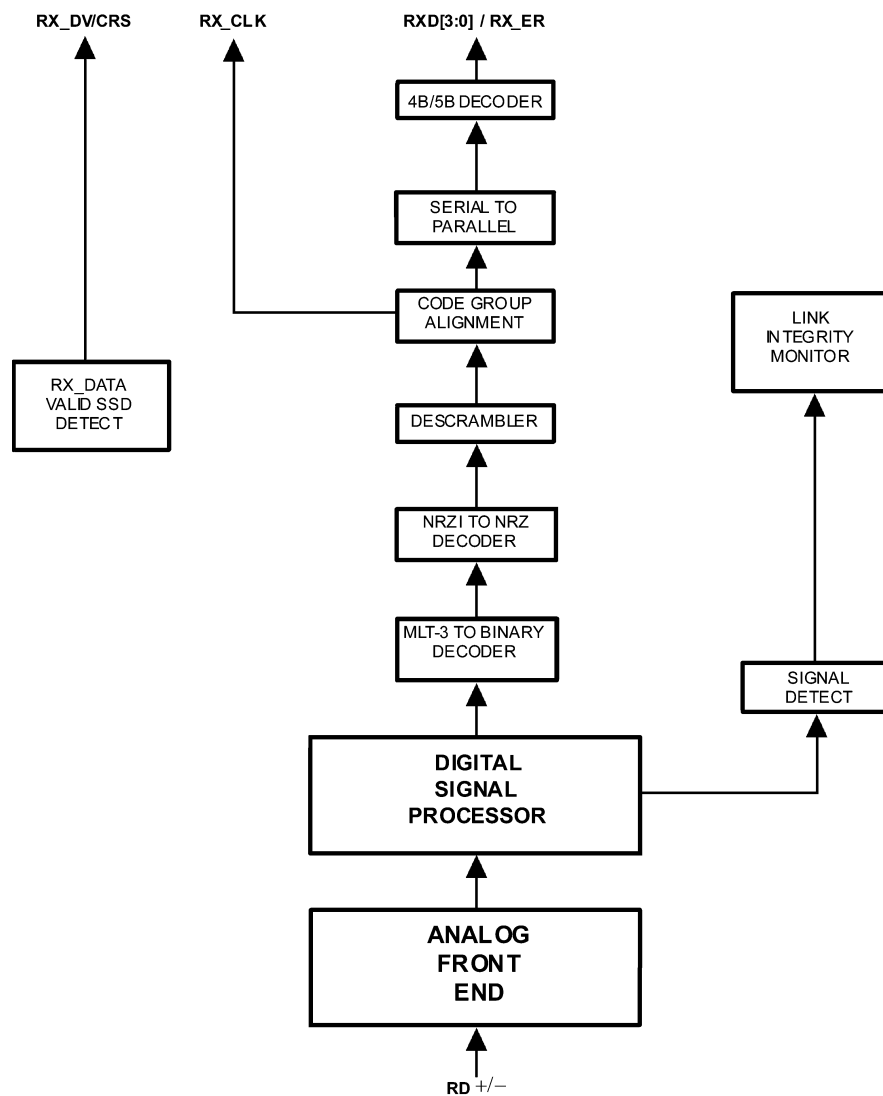 RX_DV/CRS
RX_CLK
RXD[3:0] / RX_ER
4B/5B DECODER
SERIAL TO
PARALLEL
CODE GROUP
ALIGNMENT
LINK
INTEGRITY
MONITOR
RX_DATA
VALID SSD
DETECT
DESCRAMBLER
NRZI TO NRZ
DECODER
MLT-3 TO BINARY
DECODER
SIGNAL
DETECT
DIGITAL
SIGNAL
PROCESSOR
ANALOG
FRONT
END
RD +/−